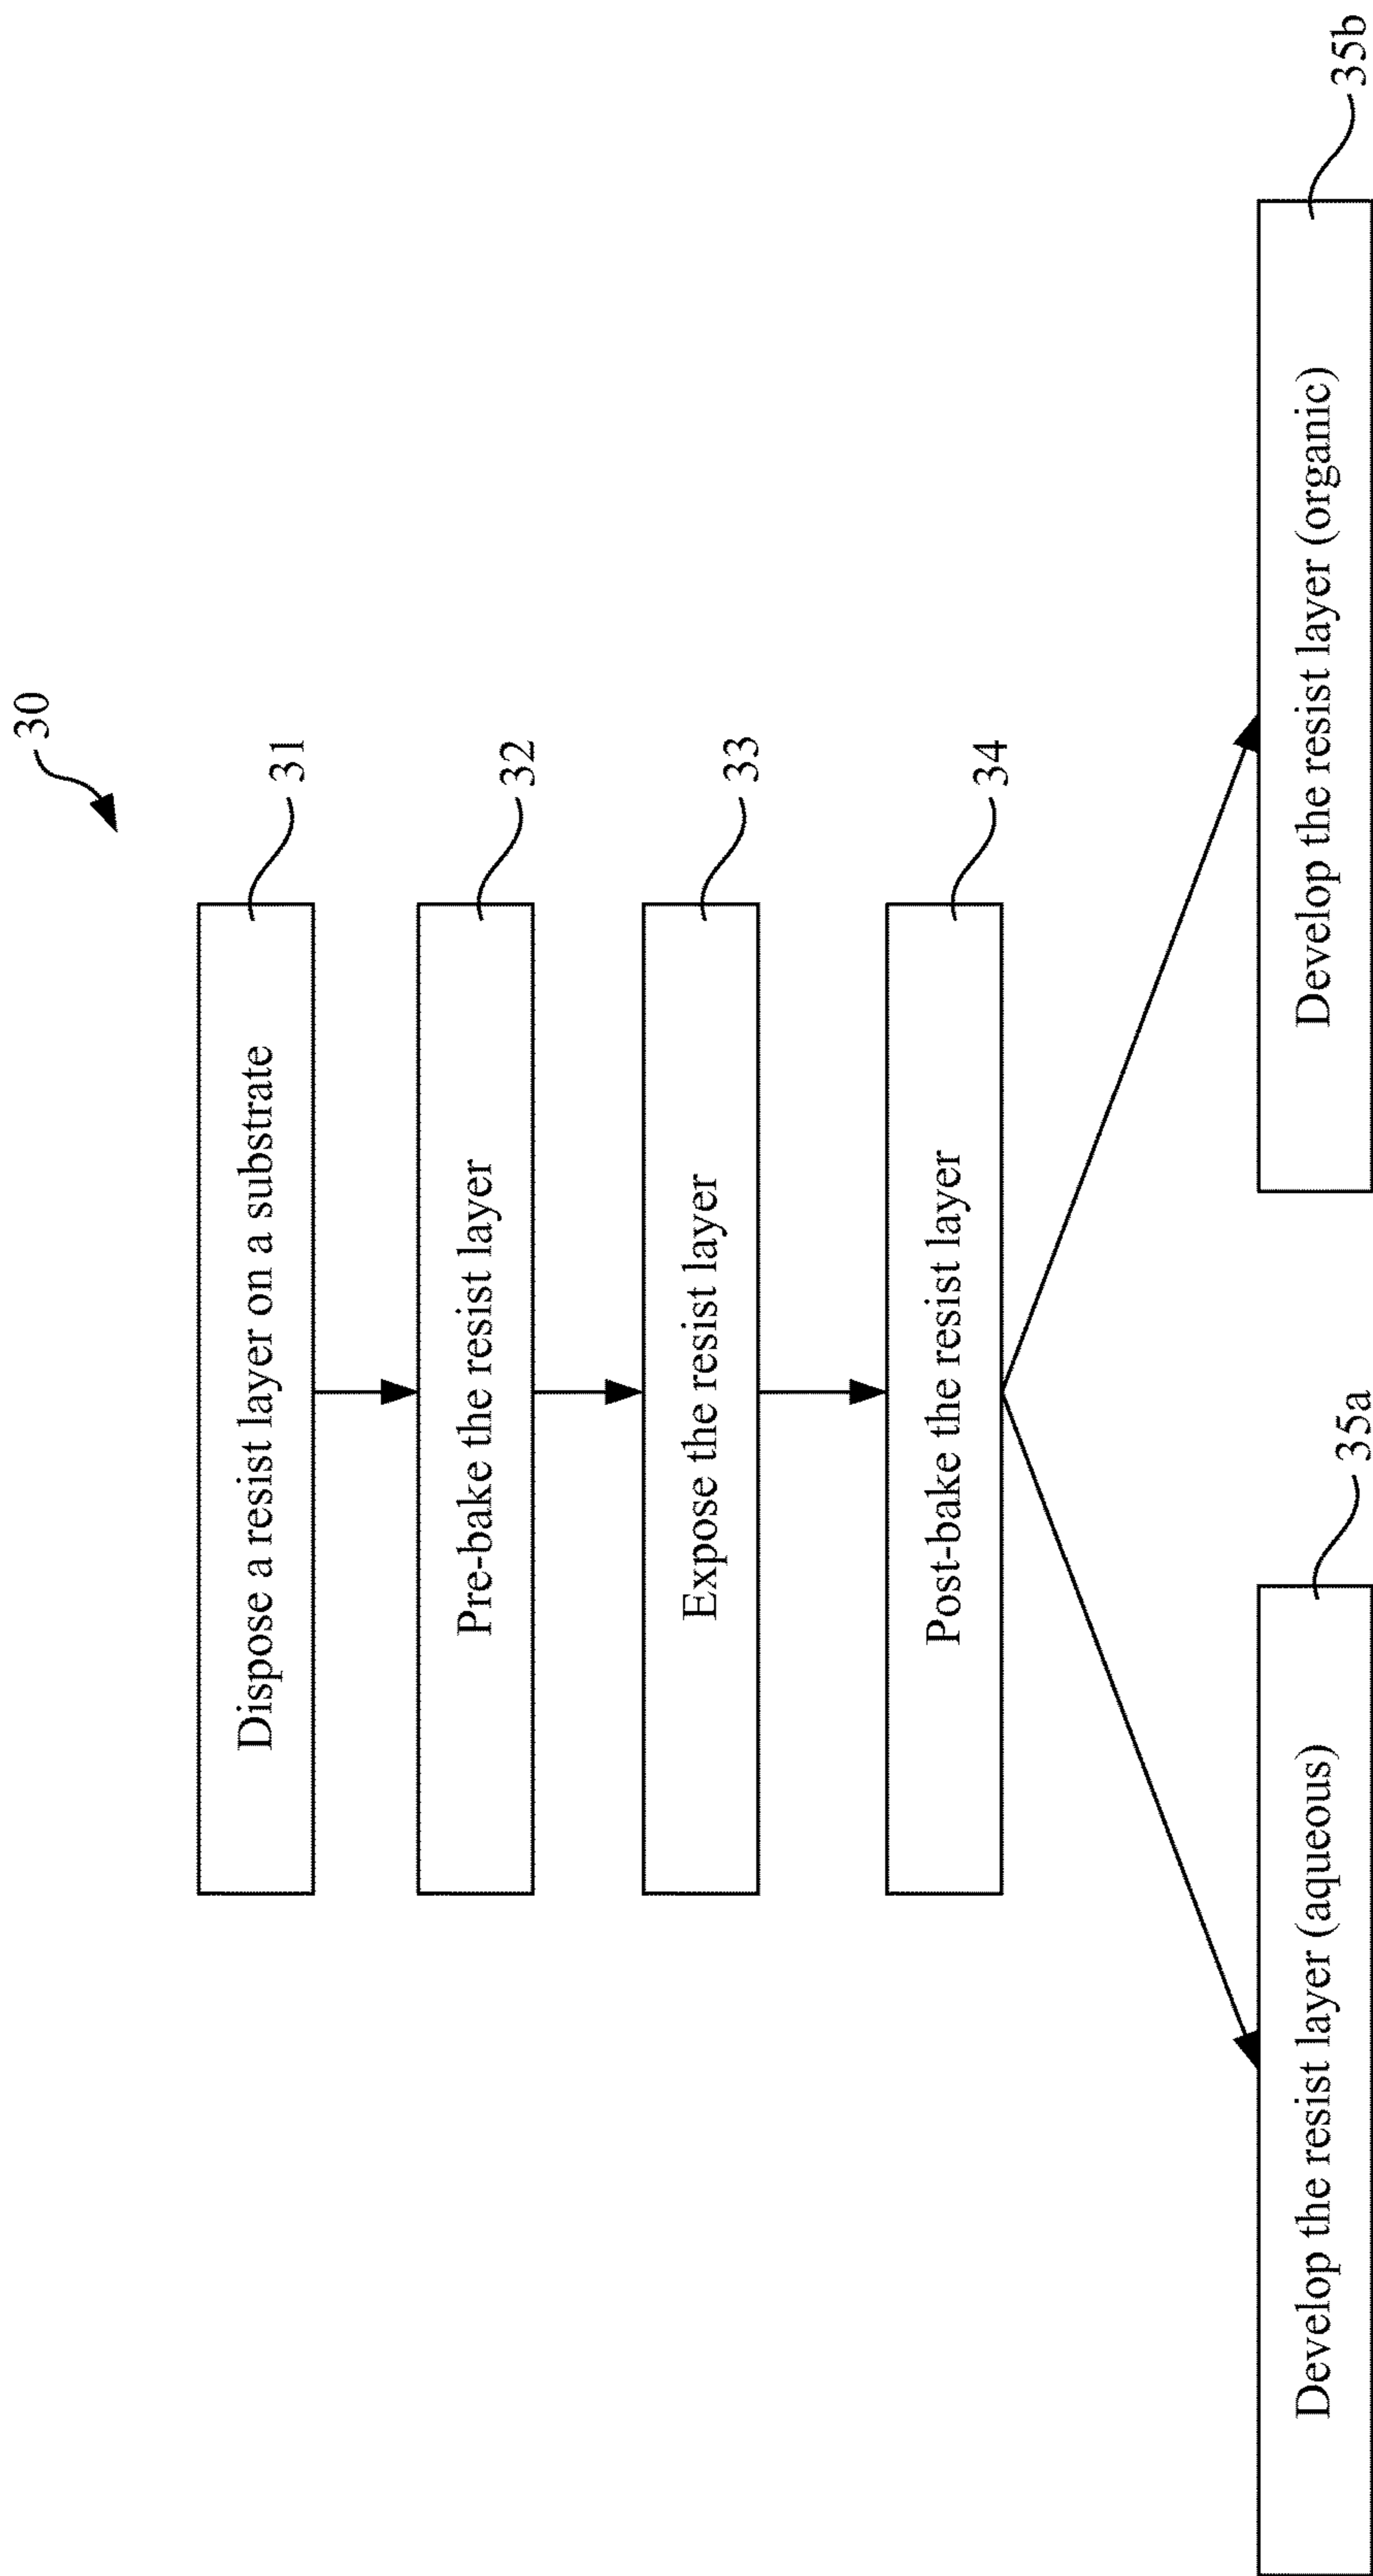 30
Dispose a resist layer on a substrate
31
Pre-bake the resist layer
32
Expose the resist layer
33
Post-bake the resist layer
34
Develop the resist layer (aqueous)
35a
Develop the resist layer (organic)
35b